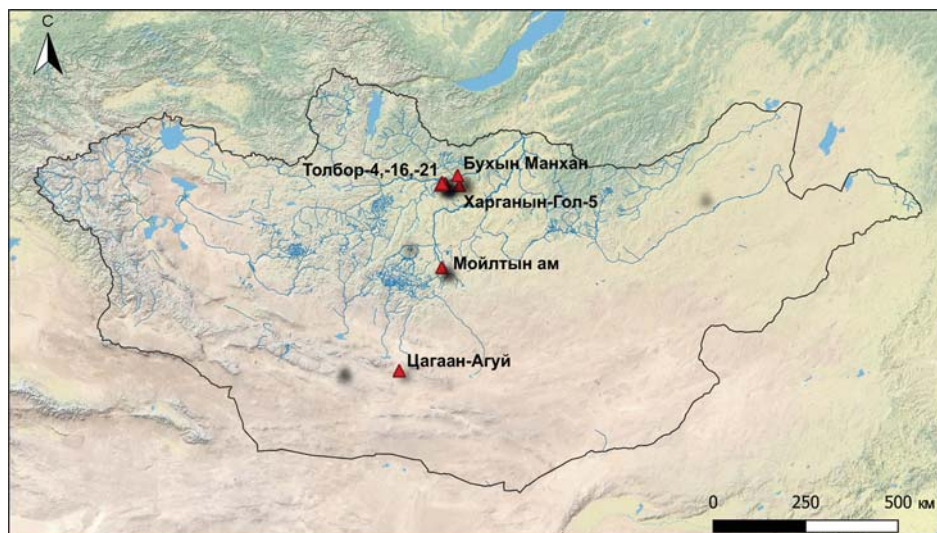 С
Бухын Манхан
Толбор-4,-16,-21
Харганын-Гол-5
Мойлтын ам
Цагаан-Агуй
0 250 500 км